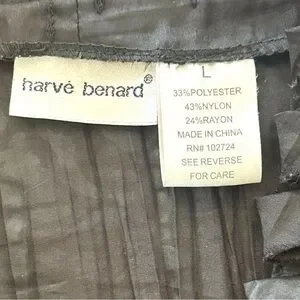 harvé benard®
L
33%POLYESTER
43%NYLON
24%RAYON
MADE IN CHINA
RN# 102724
SEE REVERSE
FOR CARE